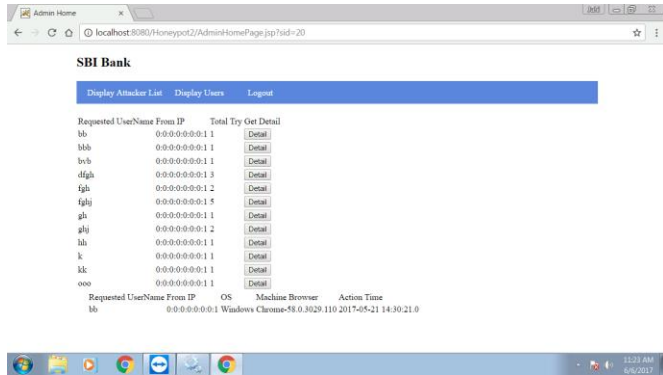 Admin Home
localhost:8080/Honeypot2/AdminHomePage.jsp?sid=20
SBI Bank
Display Attacker List Display Users Logout
Requested UserName From IP Total Try Get Detail
bb 0:0:0:0:0:0:0:1 1 Detail
bbb 0:0:0:0:0:0:0:1 1 Detail
bvb 0:0:0:0:0:0:0:1 1 Detail
dfgh 0:0:0:0:0:0:0:1 3 Detail
fgh 0:0:0:0:0:0:0:1 2 Detail
fghj 0:0:0:0:0:0:0:1 5 Detail
gh 0:0:0:0:0:0:0:1 1 Detail
ghj 0:0:0:0:0:0:0:1 2 Detail
hh 0:0:0:0:0:0:0:1 1 Detail
k 0:0:0:0:0:0:0:1 1 Detail
kk 0:0:0:0:0:0:0:1 1 Detail
ooo 0:0:0:0:0:0:0:1 1 Detail
Requested UserName From IP OS Machine Browser Action Time
bb 0:0:0:0:0:0:0:1 Windows Chrome-58.0.3029.110 2017-05-21 14:30:21.0
11:23 AM
6/6/2017